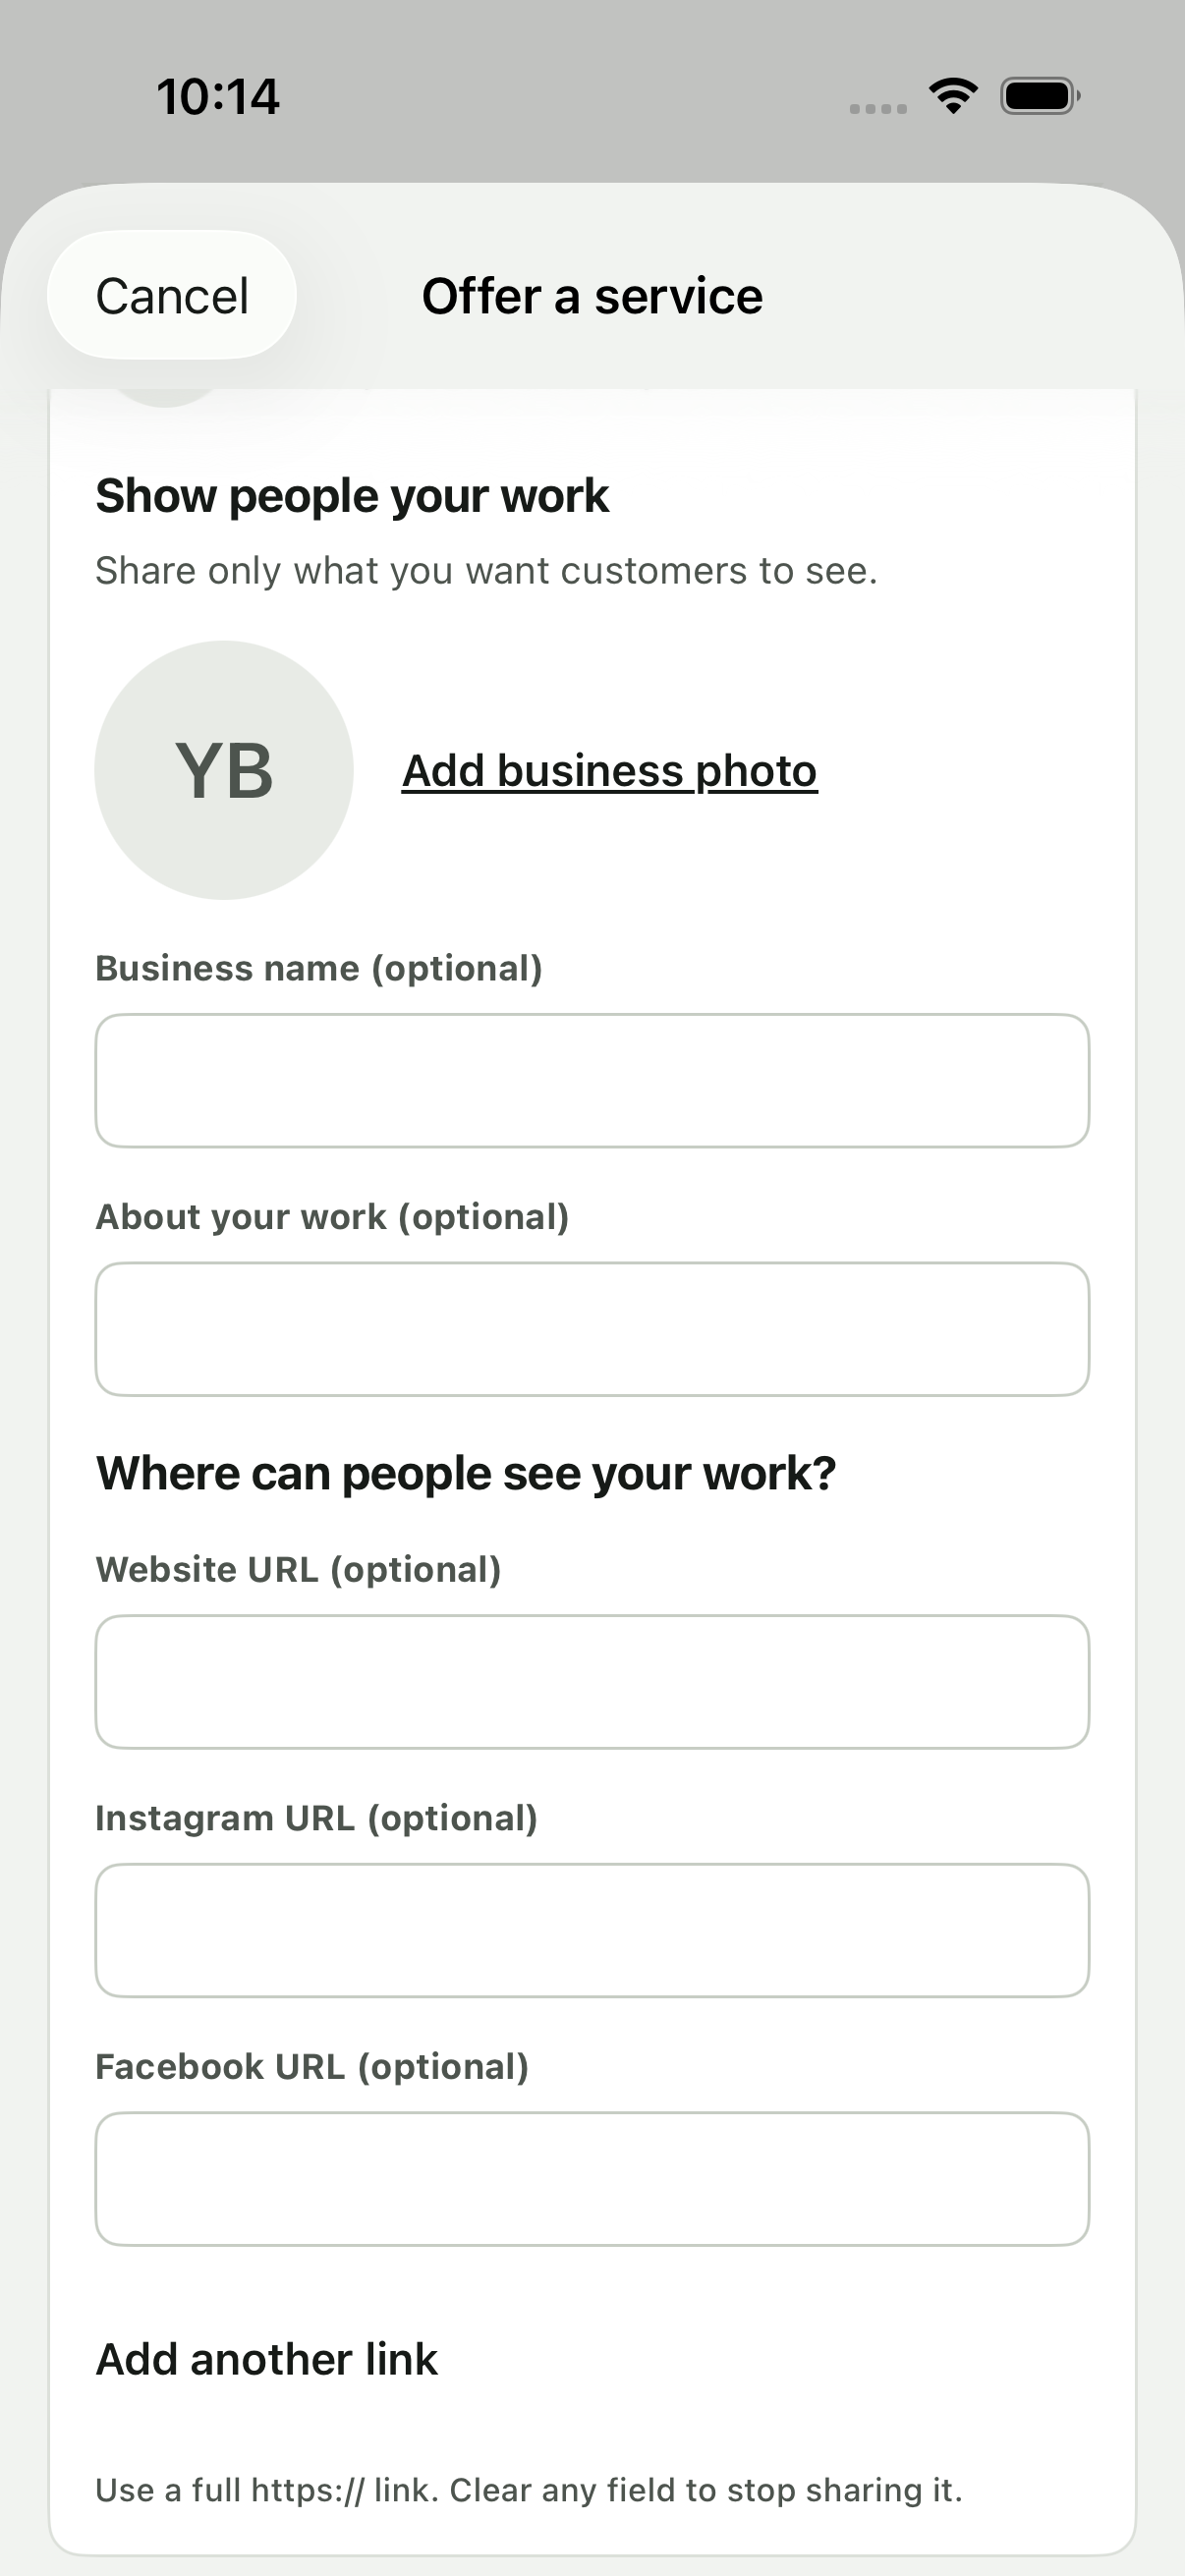 10:14
Cancel
Offer a service
Show people your work
Share only what you want customers to see.
YB
Add business photo
Business name (optional)
About your work (optional)
Where can people see your work?
Website URL (optional)
Instagram URL (optional)
Facebook URL (optional)
Add another link
Use a full https:// link. Clear any field to stop sharing it.